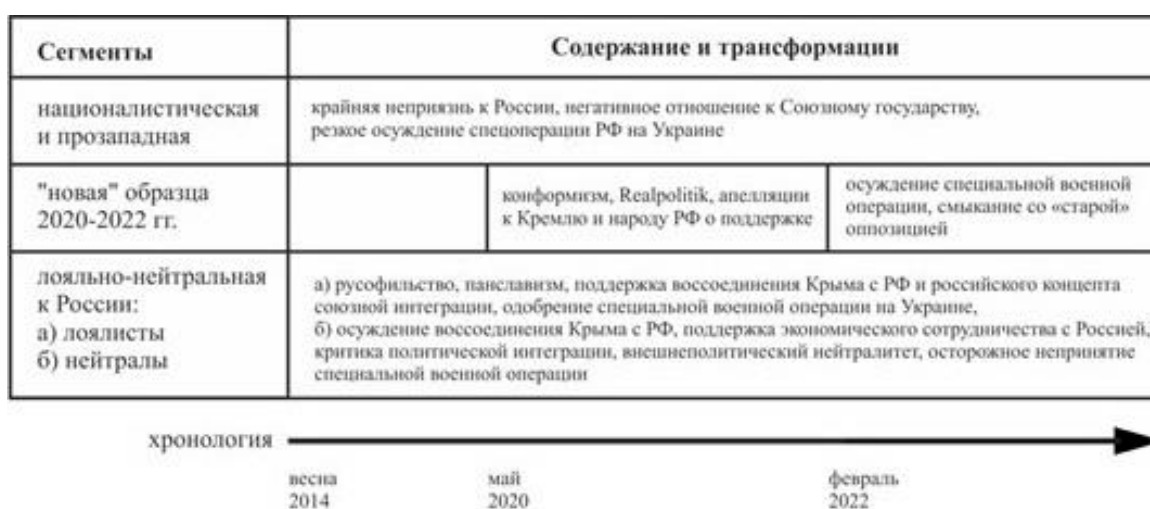 Сегменты
Содержание и трансформации
националистическая
и прозападная
крайняя неприязнь к России, негативное отношение к Союзному государству,
резкое осуждение спецоперации РФ на Украине
"новая" образца
2020-2022 гг.
конформизм, Realpolitik, апелляции
к Кремлю и народу РФ о поддержке
осуждение специальной военной
операции, смыкание со «старой»
оппозицией
лояльно-нейтральная
к России:
а) лоялисты
б) нейтралы
а) русофильство, панславизм, поддержка воссоединения Крыма с РФ и российского концепта
союзной интеграции, одобрение специальной военной операции на Украине,
б) осуждение воссоединения Крыма с РФ, поддержка экономического сотрудничества с Россией,
критика политической интеграции, внешнеполитический нейтралитет, осторожное непринятие
специальной военной операции
хронология
весна
2014
май
2020
февраль
2022